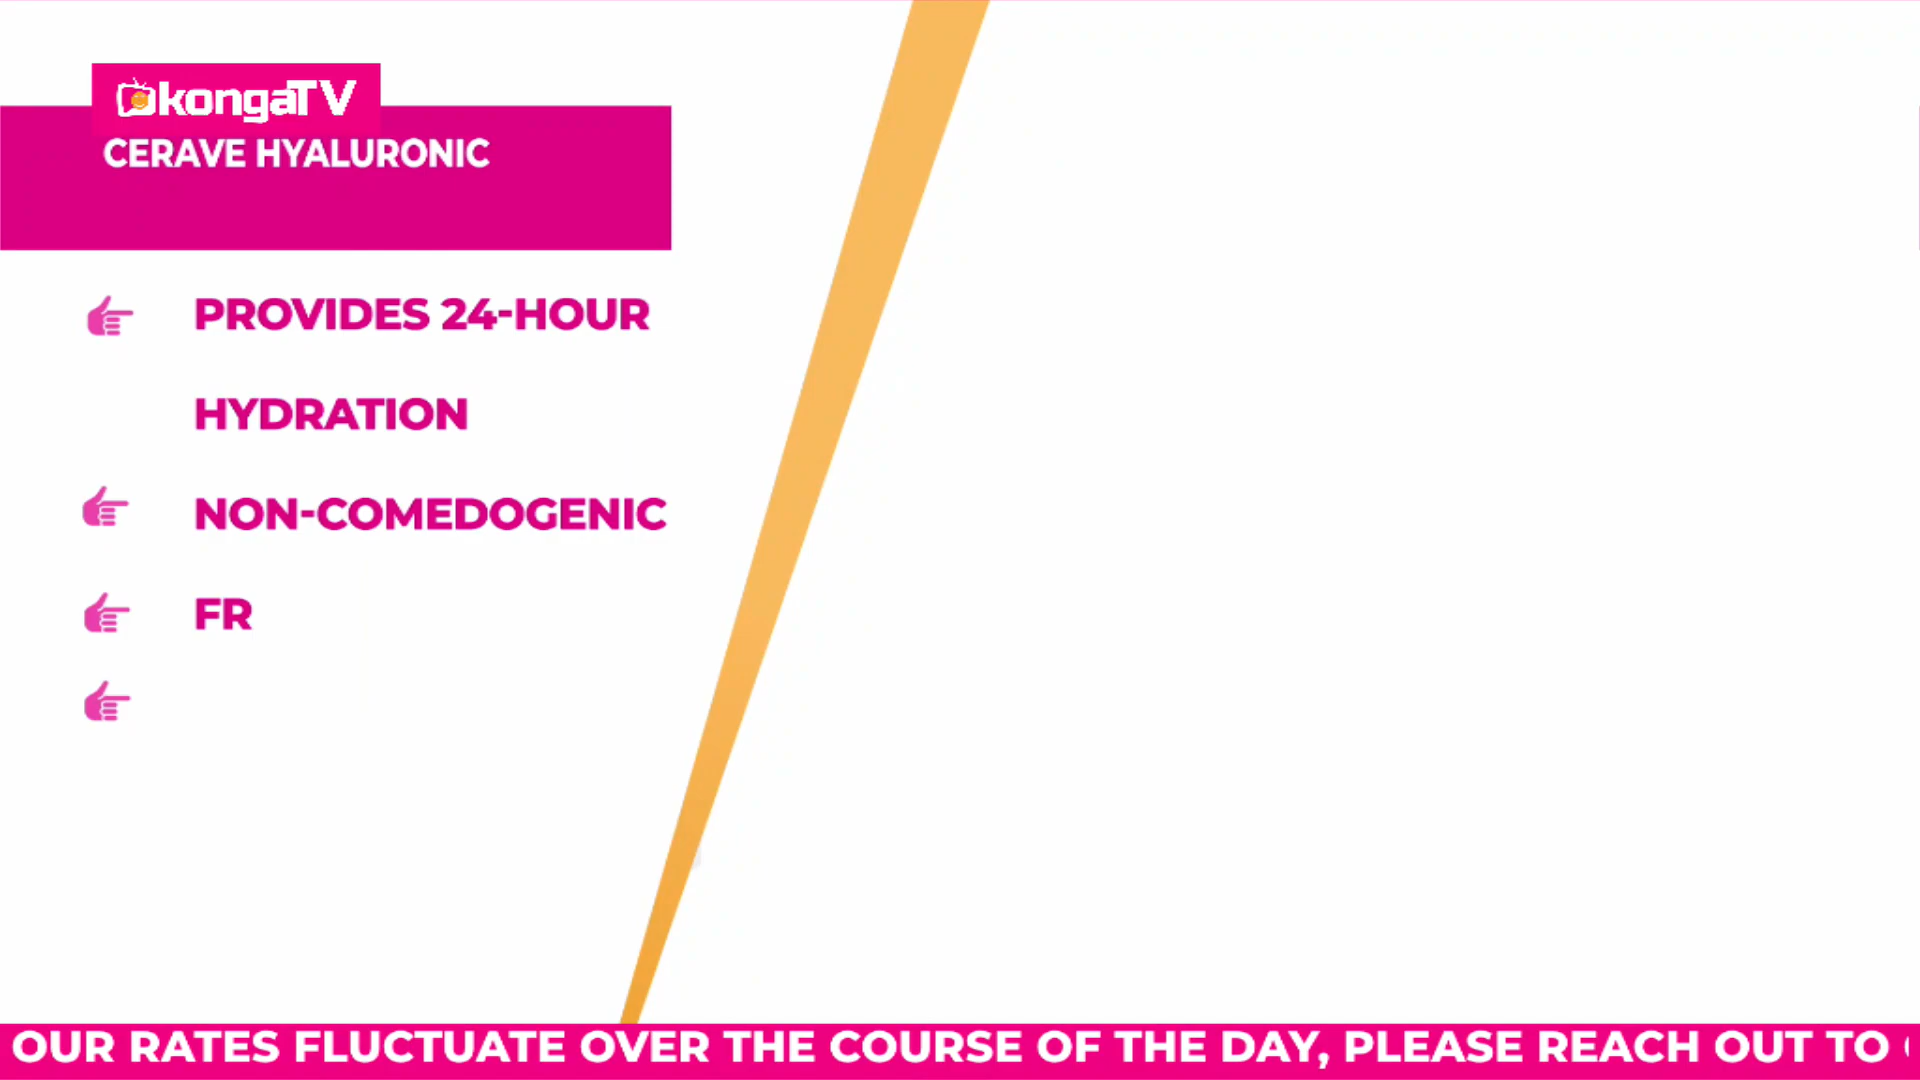 kongaTV
CERAVE HYALURONIC
PROVIDES 24-HOUR
HYDRATION
NON-COMEDOGENIC
FR
OUR RATES FLUCTUATE OVER THE COURSE OF THE DAY, PLEASE REACH OUT TO